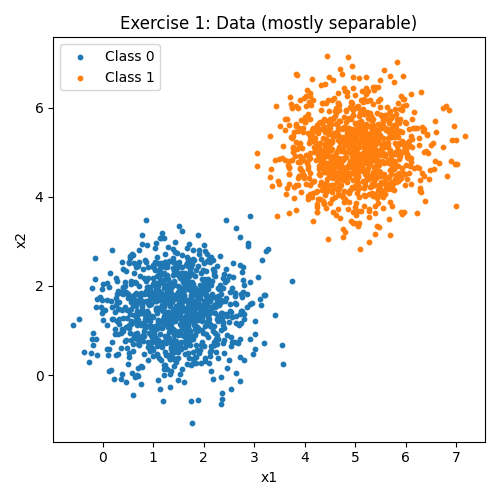 Exercise 1: Data (mostly separable)
Class 0
Class 1
x2
6
4
2
0
0 1 2 3 4 5 6 7
x1